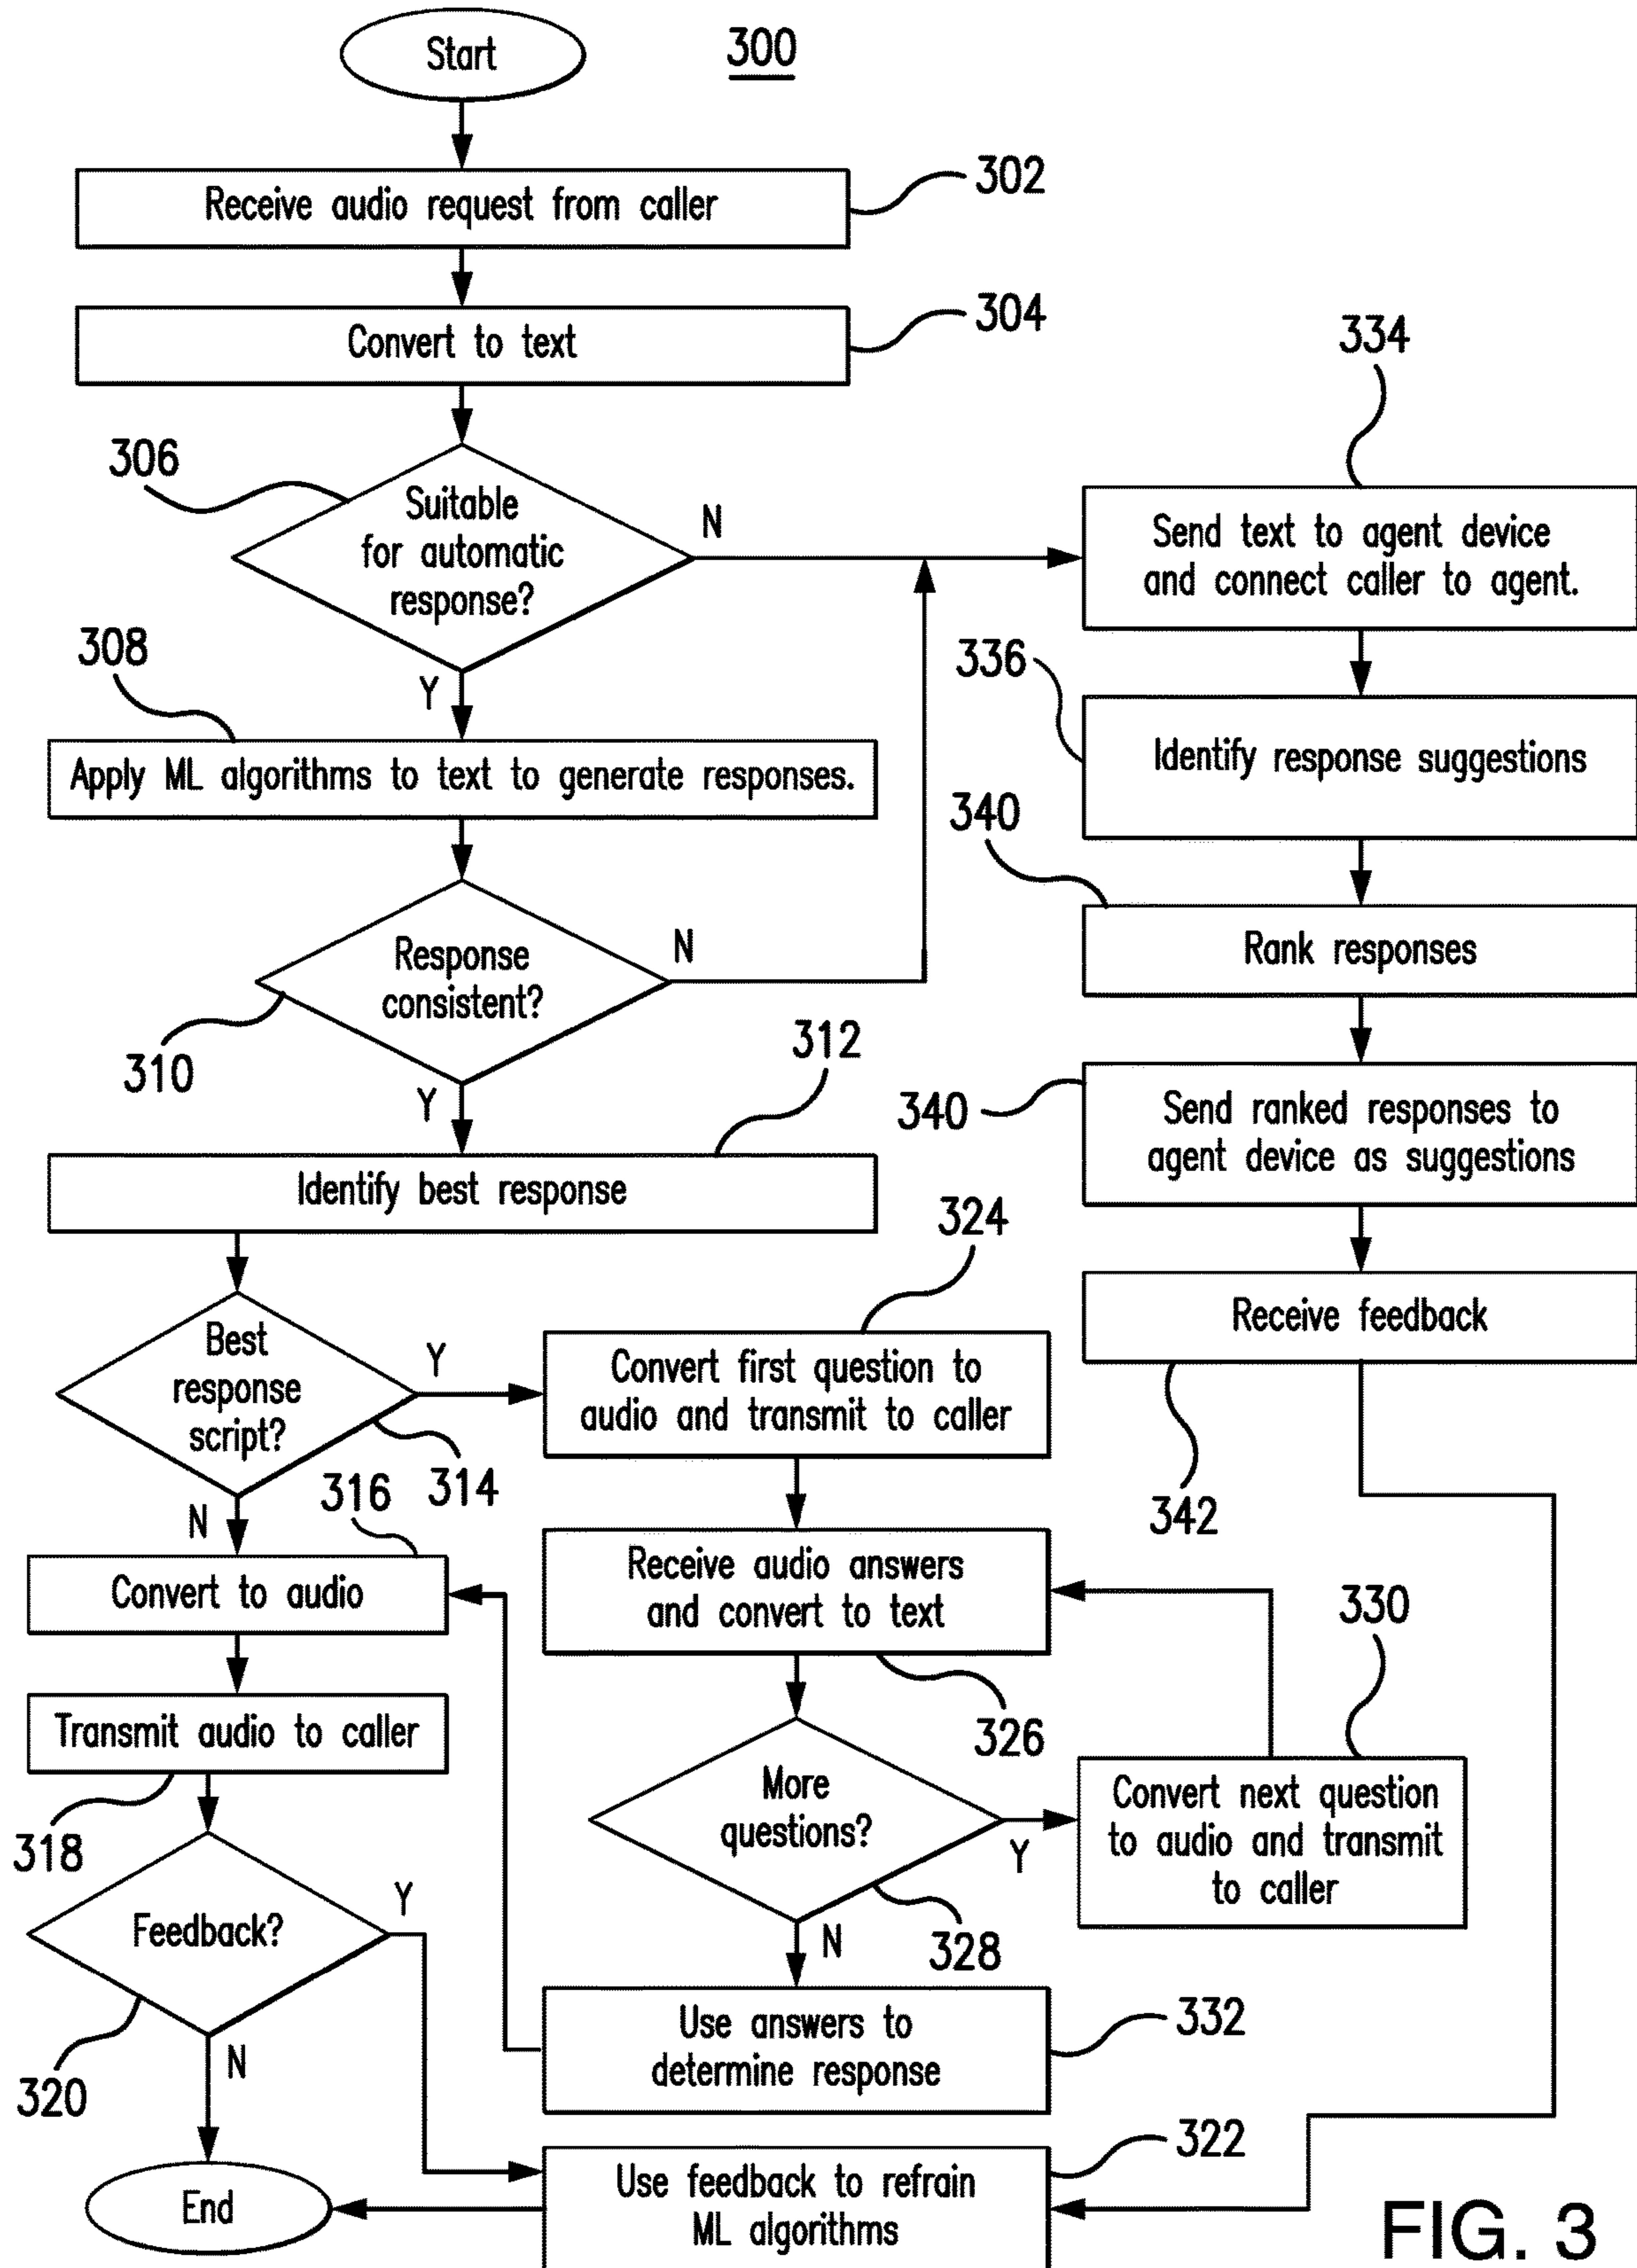 Start
300
Receive audio request from caller
302
Convert to text
304
334
306
Suitable
for automatic
response?
N
Send text to agent device
and connect caller to agent.
308
Y
336
Identify response suggestions
Apply ML algorithms to text to generate responses.
340
Response
consistent?
N
Rank responses
310
312
Y
340
Send ranked responses to
agent device as suggestions
Identify best response
324
Receive feedback
Best
response
script?
Y
Convert first question to
audio and transmit to caller
314
316
342
N
Convert to audio
Receive audio answers
and convert to text
330
Transmit audio to caller
326
318
More
questions?
Y
Convert next question
to audio and transmit
to caller
Feedback?
Y
328
N
320
N
Use answers to
determine response
332
322
Use feedback to refrain
ML algorithms
End
FIG. 3